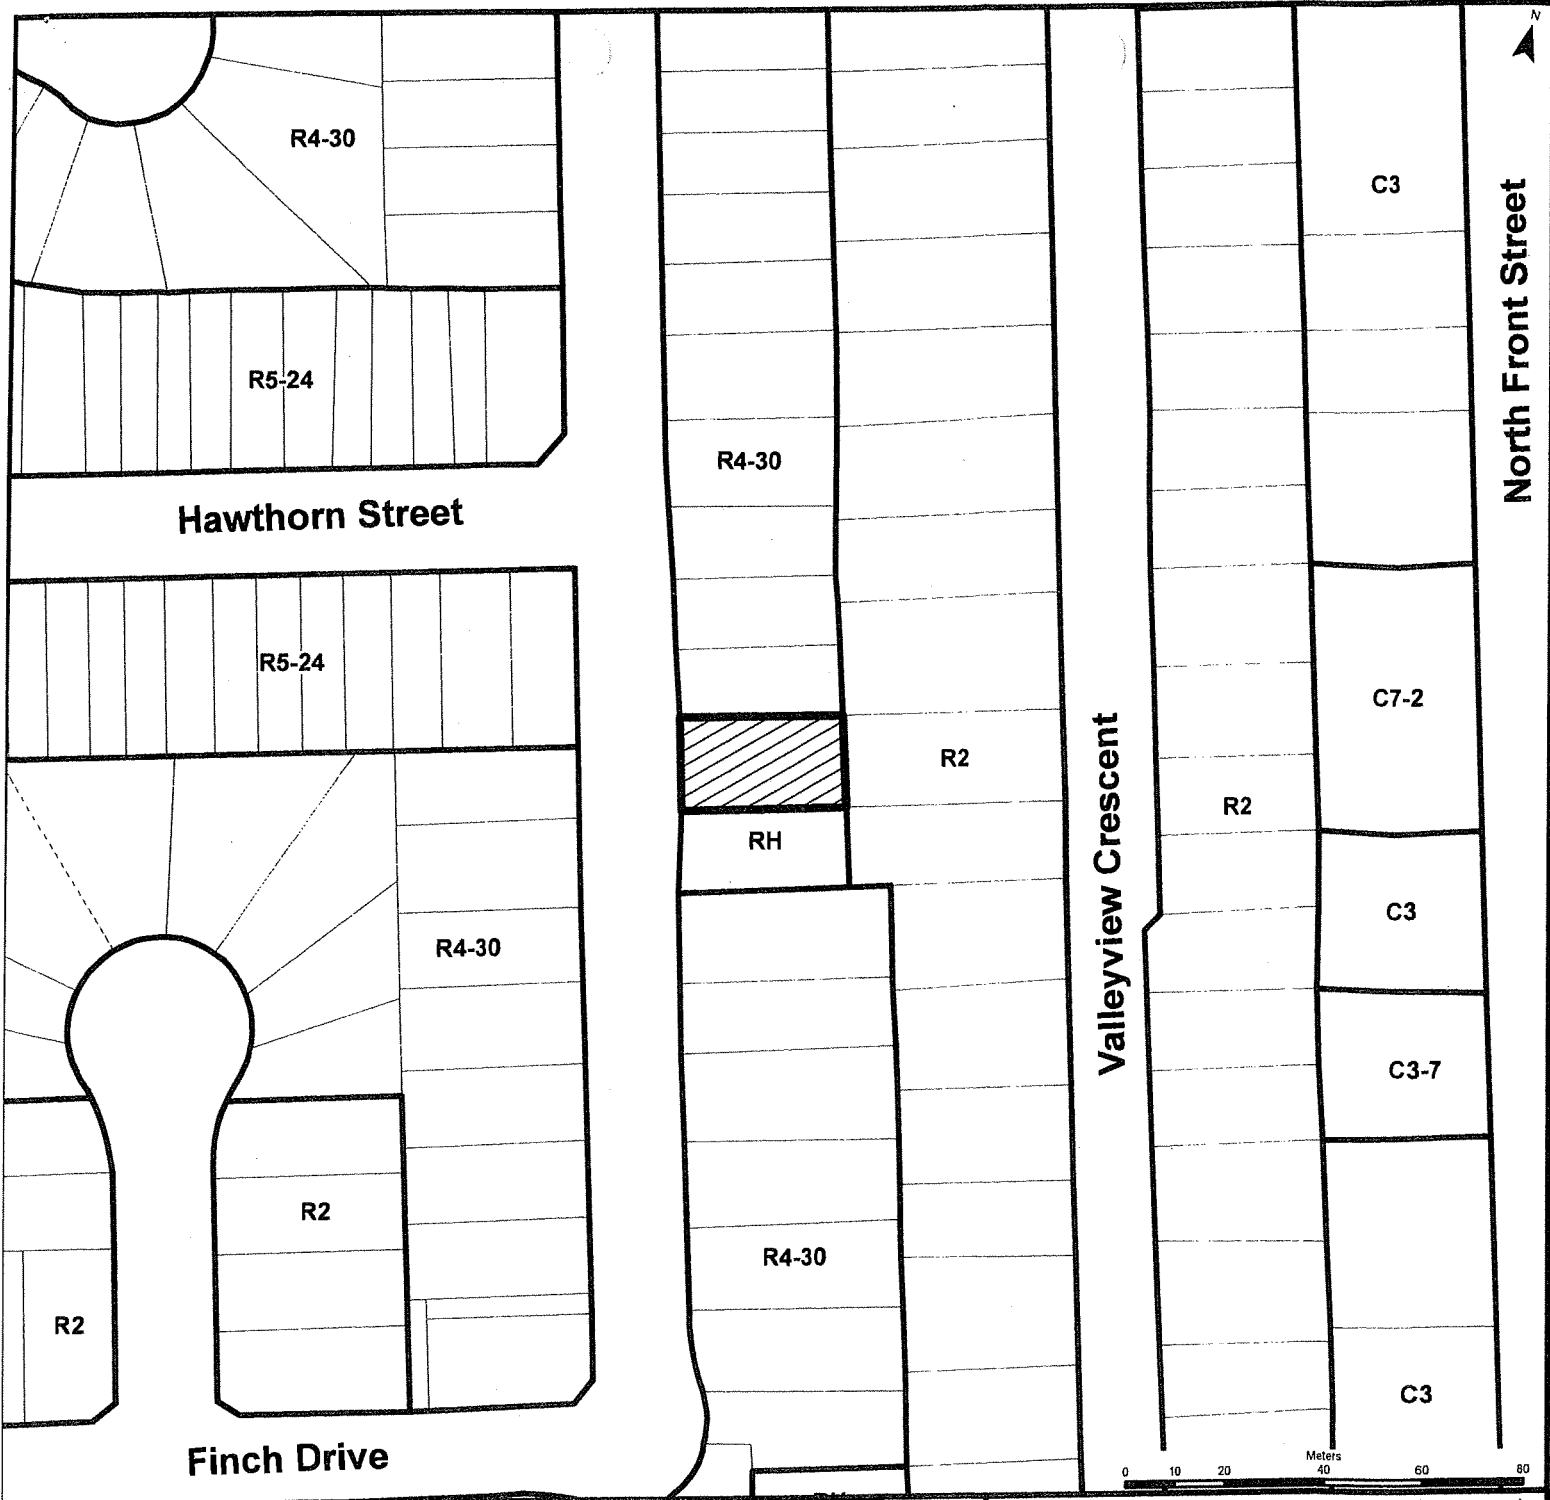 N
R4-30
C3
North Front Street
R5-24
R4-30
Hawthorn Street
R5-24
C7-2
R2
Valleyview Crescent
R2
RH
C3
R4-30
C3-7
R2
R4-30
R2
C3
Finch Drive
Meters
0 10 20 40 60 80